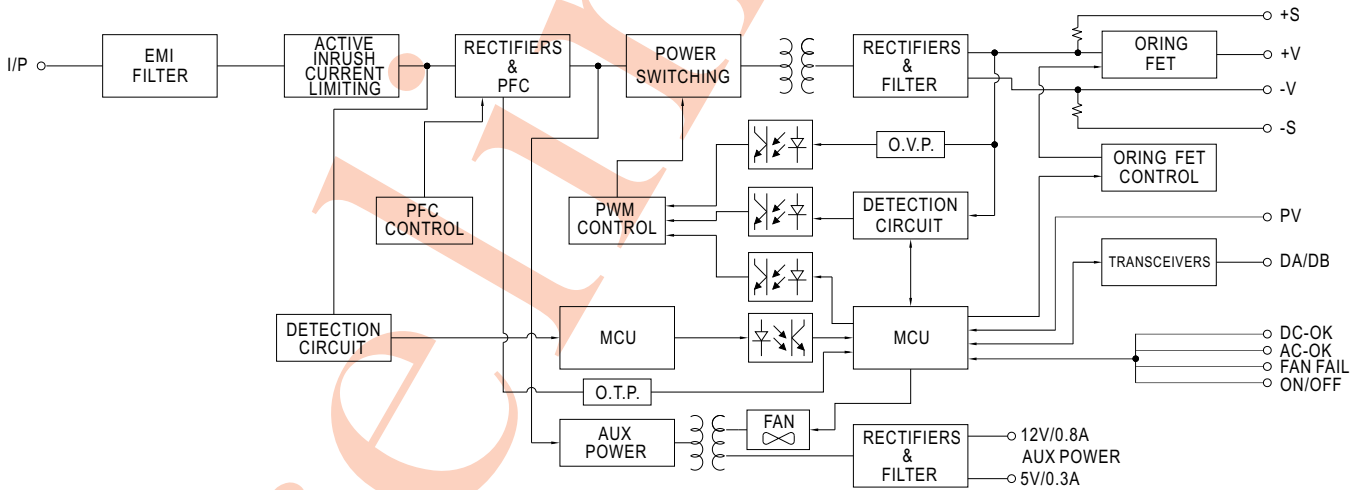 I/P
EMI
FILTER
ACTIVE
INRUSH
CURRENT
LIMITING
RECTIFIERS
&
PFC
POWER
SWITCHING
RECTIFIERS
&
FILTER
ORING
FET
+S
+V
-V
-S
O.V.P.
ORING FET
CONTROL
PFC
CONTROL
PWM
CONTROL
DETECTION
CIRCUIT
PV
TRANSCEIVERS
DA/DB
DETECTION
CIRCUIT
MCU
MCU
DC-OK
AC-OK
FAN FAIL
ON/OFF
O.T.P.
AUX
POWER
FAN
RECTIFIERS
&
FILTER
12V/0.8A
AUX POWER
5V/0.3A